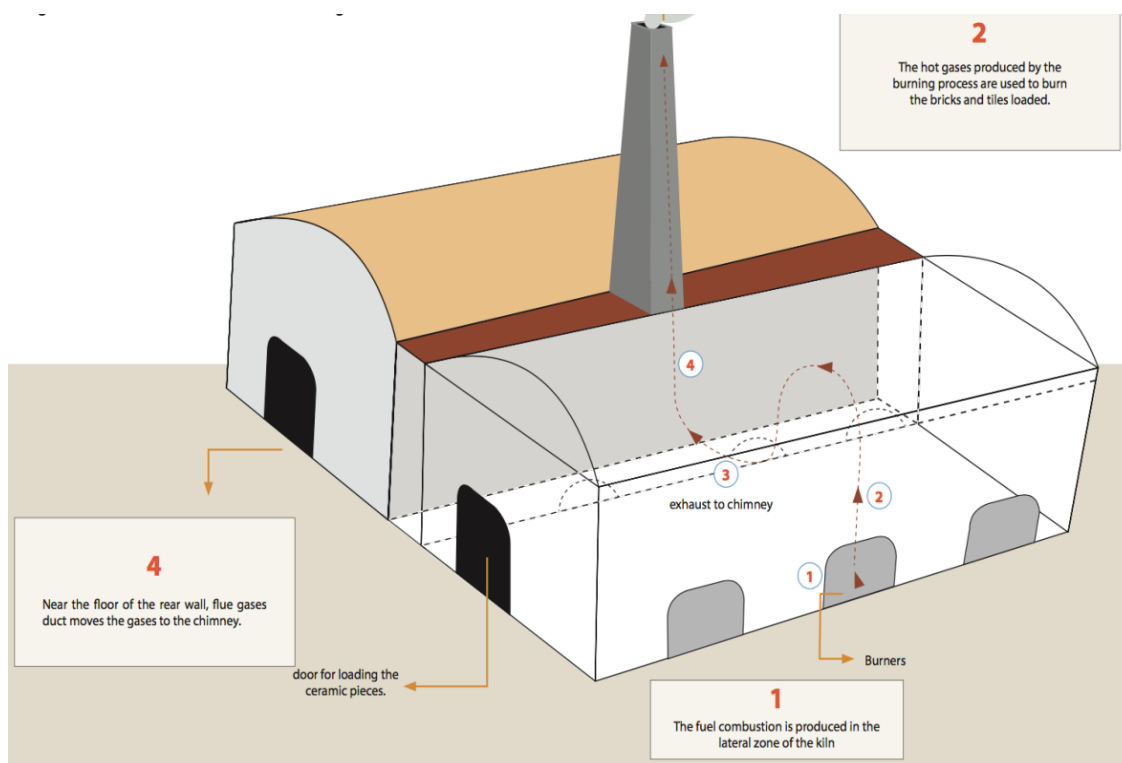 2
The hot gases produced by the
burning process are used to burn
the bricks and tiles loaded.
4
3
exhaust to chimney
2
1
4
Near the floor of the rear wall, flue gases
duct moves the gases to the chimney.
door for loading the
ceramic pieces.
Burners
1
The fuel combustion is produced in the
lateral zone of the kiln